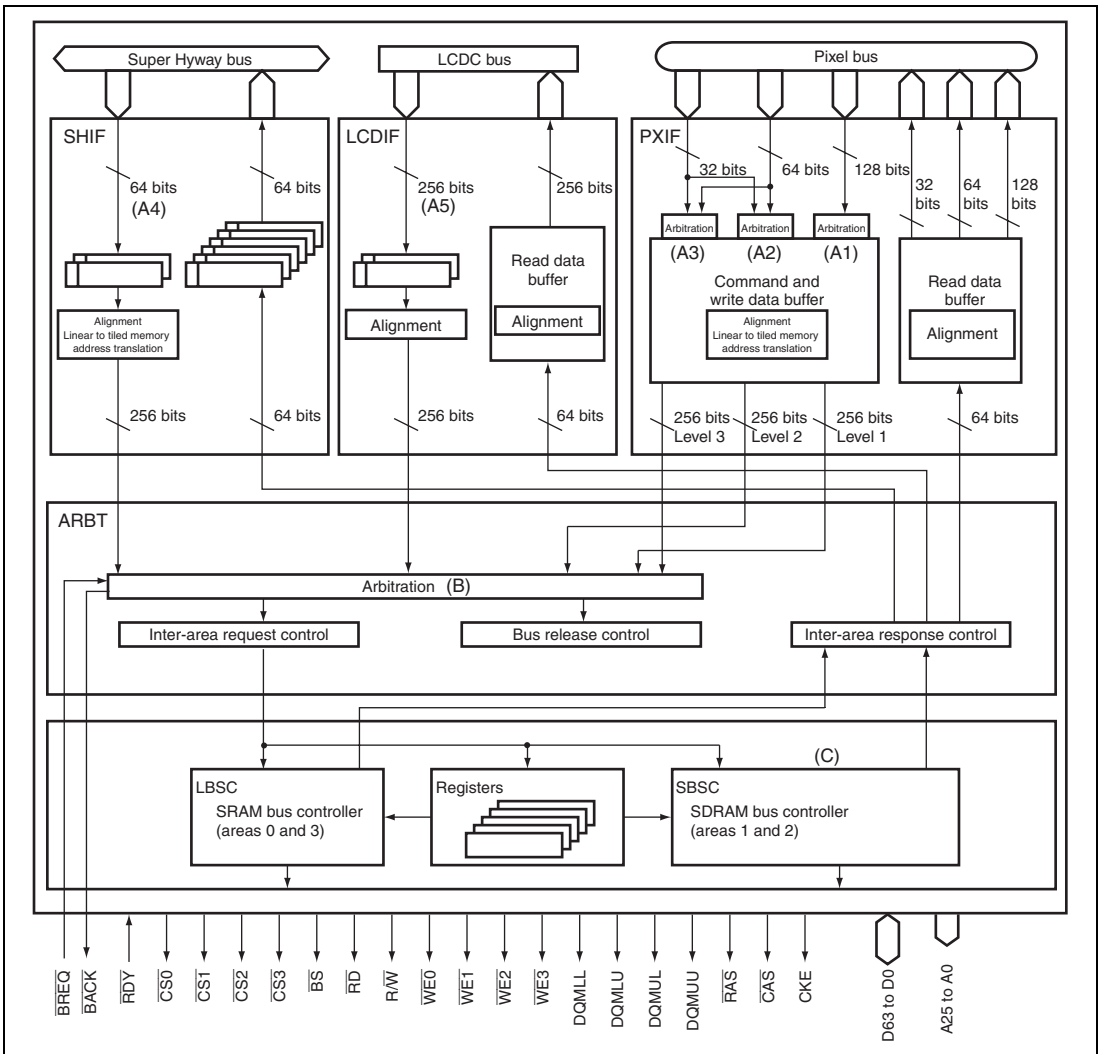 Super Hyway bus
LCDC bus
Pixel bus
SHIF
64 bits
(A4)
64 bits
Alignment
Linear to tiled memory
address translation
256 bits
64 bits
LCDIF
256 bits
(A5)
256 bits
Alignment
Read data
buffer
Alignment
256 bits
64 bits
PXIF
32 bits
64 bits
128 bits
32
bits
64
bits
128
bits
Arbitration
Arbitration
Arbitration
(A3)
(A2)
(A1)
Command and
write data buffer
Alignment
Linear to tiled memory
address translation
Read data
buffer
Alignment
256 bits
Level 3
256 bits
Level 2
256 bits
Level 1
64 bits
ARBT
Arbitration (B)
Inter-area request control
Bus release control
Inter-area response control
(C)
LBSC
SRAM bus controller
(areas 0 and 3)
Registers
SBSC
SDRAM bus controller
(areas 1 and 2)
BREQ
BACK
RDY
CS0
CS1
CS2
CS3
BS
RD
R/W
WE0
WE1
WE2
WE3
DQMLL
DQMLU
DQMUL
DQMUU
RAS
CAS
CKE
D63 to D0
A25 to A0